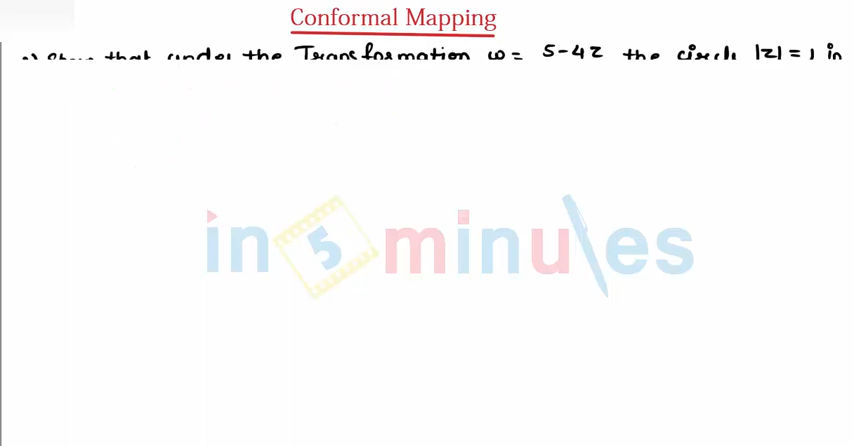 Conformal Mapping
that under the Transformation ω = 5-4z the circle |z| = 1 in
in 5 minutes